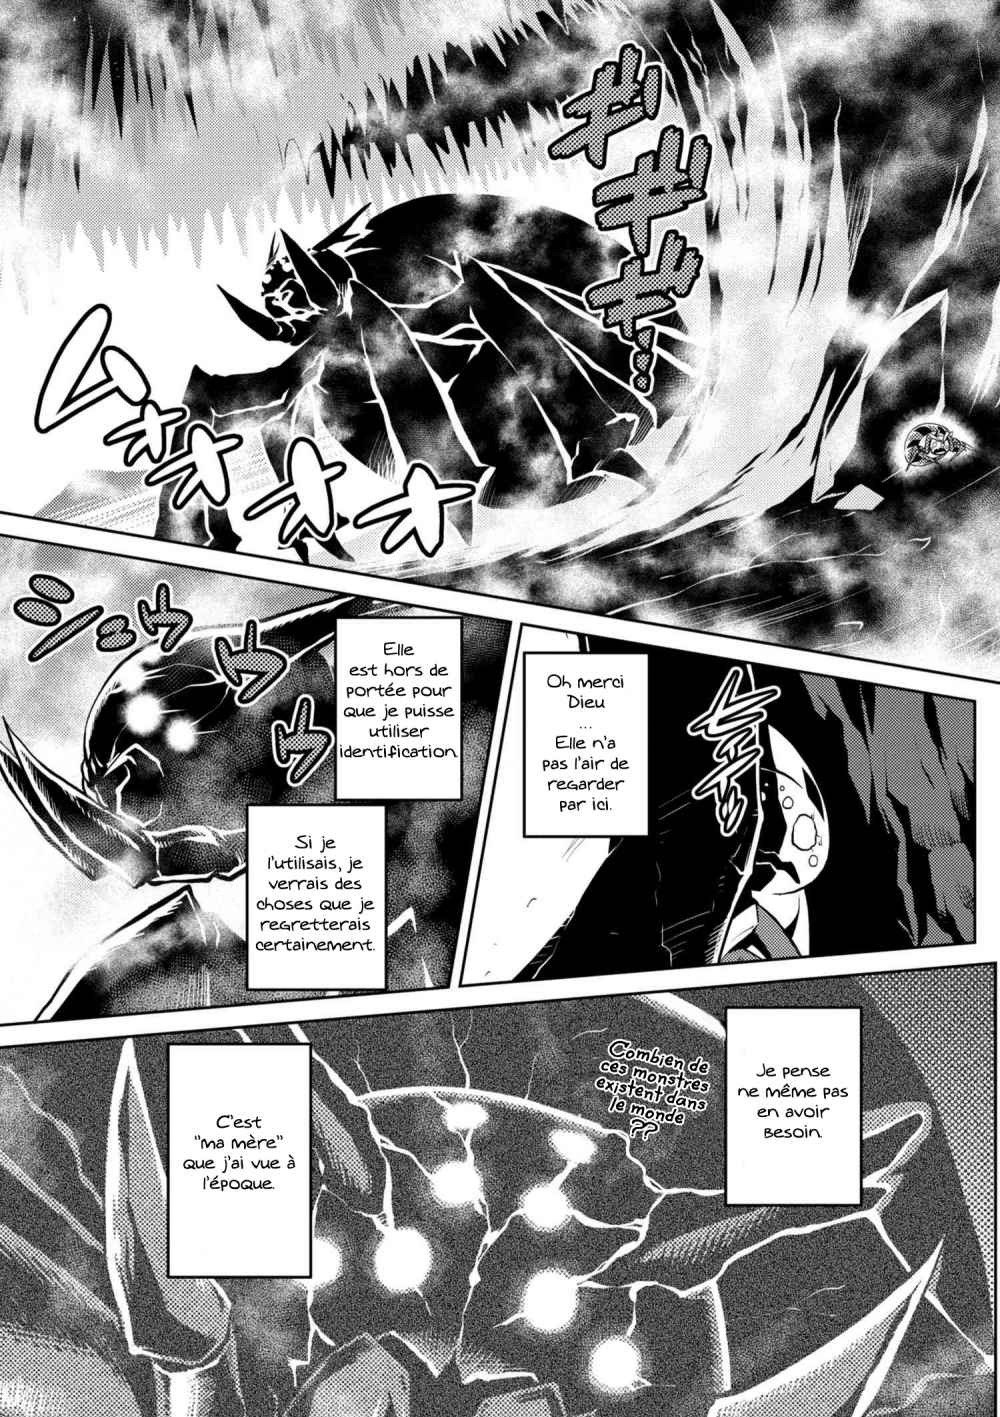 ギギギ…
ムォォォォ
Oh merci
Dieu
...
Elle n'a
pas l'air de
regarder
par ici.
Elle
est hors de
portée pour
que je puisse
utiliser
identification.
Si je
l'utilisais, je
verrais des
choses que je
regretterais
certainement.
ショウウウ
Je pense
ne même pas
en avoir
besoin.
Combien de
ces monstres
existent dans
le monde
??
C'est
"ma mère"
que j'ai vue à
l'époque.